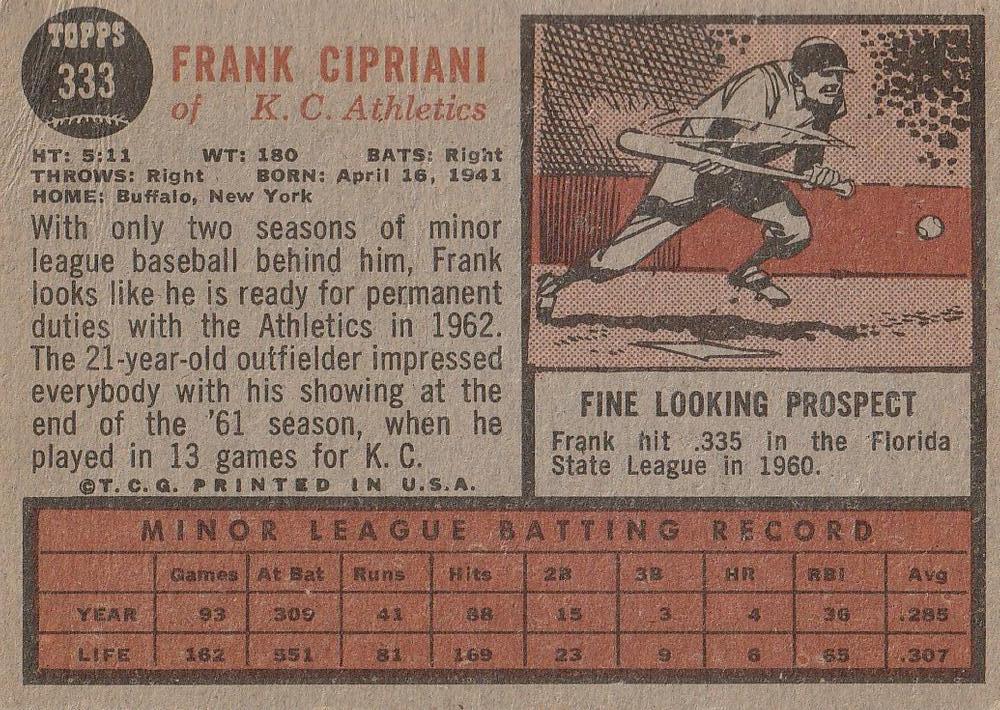 TOPPS
333
FRANK CIPRIANI
of K. C. Athletics
HT: 5:11 WT: 180 BATS: Right
THROWS: Right BORN: April 16, 1941
HOME: Buffalo, New York
With only two seasons of minor
league baseball behind him, Frank
looks like he is ready for permanent
duties with the Athletics in 1962.
The 21-year-old outfielder impressed
everybody with his showing at the
end of the '61 season, when he
played in 13 games for K. C.
©T. C. G. PRINTED IN U.S.A.
FINE LOOKING PROSPECT
Frank hit .335 in the Florida
State League in 1960.
MINOR LEAGUE BATTING RECORD
Games At Bat Runs Hits 2B 3B HR RBI Avg
YEAR 93 309 41 88 15 3 4 36 .285
LIFE 162 551 81 169 23 9 6 65 .307